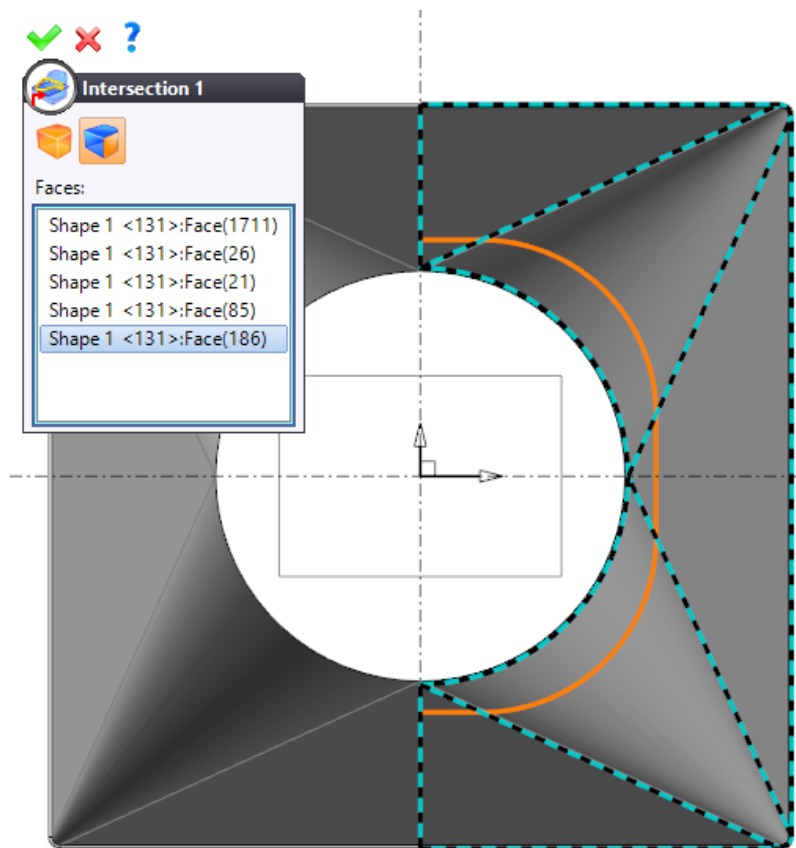 ?
Intersection 1
Faces:
Shape 1 <131>:Face(1711)
Shape 1 <131>:Face(26)
Shape 1 <131>:Face(21)
Shape 1 <131>:Face(85)
Shape 1 <131>:Face(186)